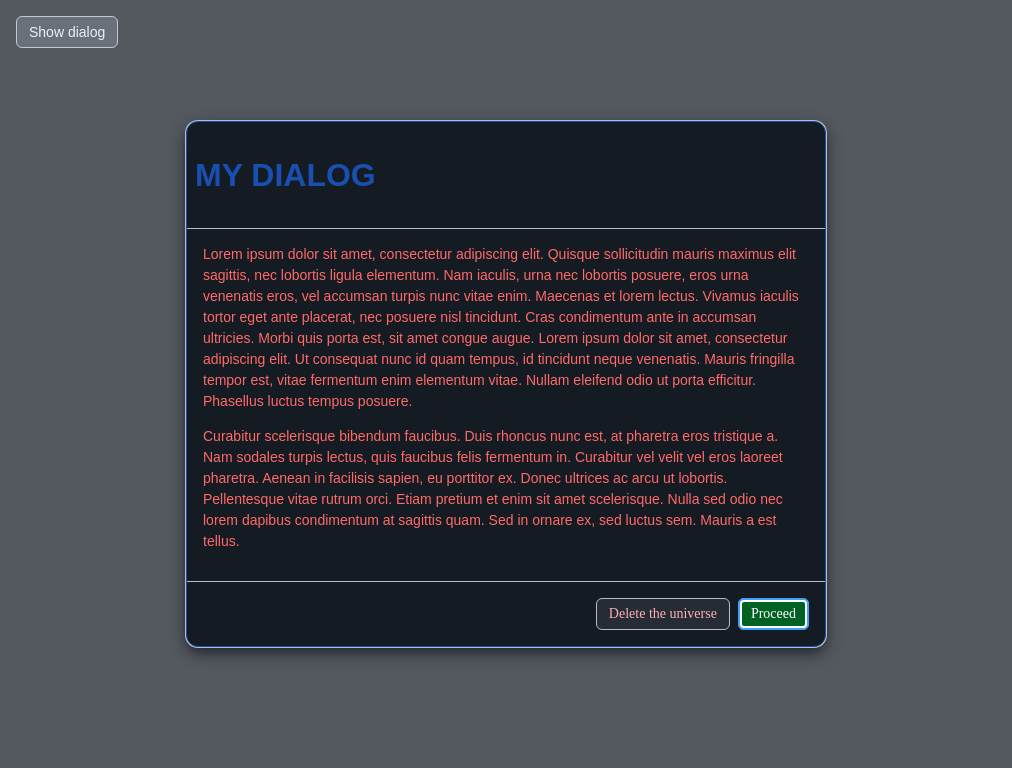 Show dialog
MY DIALOG
Lorem ipsum dolor sit amet, consectetur adipiscing elit. Quisque sollicitudin mauris maximus elit
sagittis, nec lobortis ligula elementum. Nam iaculis, urna nec lobortis posuere, eros urna
venenatis eros, vel accumsan turpis nunc vitae enim. Maecenas et lorem lectus. Vivamus iaculis
tortor eget ante placerat, nec posuere nisl tincidunt. Cras condimentum ante in accumsan
ultricies. Morbi quis porta est, sit amet congue augue. Lorem ipsum dolor sit amet, consectetur
adipiscing elit. Ut consequat nunc id quam tempus, id tincidunt neque venenatis. Mauris fringilla
tempor est, vitae fermentum enim elementum vitae. Nullam eleifend odio ut porta efficitur.
Phasellus luctus tempus posuere.
Curabitur scelerisque bibendum faucibus. Duis rhoncus nunc est, at pharetra eros tristique a.
Nam sodales turpis lectus, quis faucibus felis fermentum in. Curabitur vel velit vel eros laoreet
pharetra. Aenean in facilisis sapien, eu porttitor ex. Donec ultrices ac arcu ut lobortis.
Pellentesque vitae rutrum orci. Etiam pretium et enim sit amet scelerisque. Nulla sed odio nec
lorem dapibus condimentum at sagittis quam. Sed in ornare ex, sed luctus sem. Mauris a est
tellus.
Delete the universe
Proceed